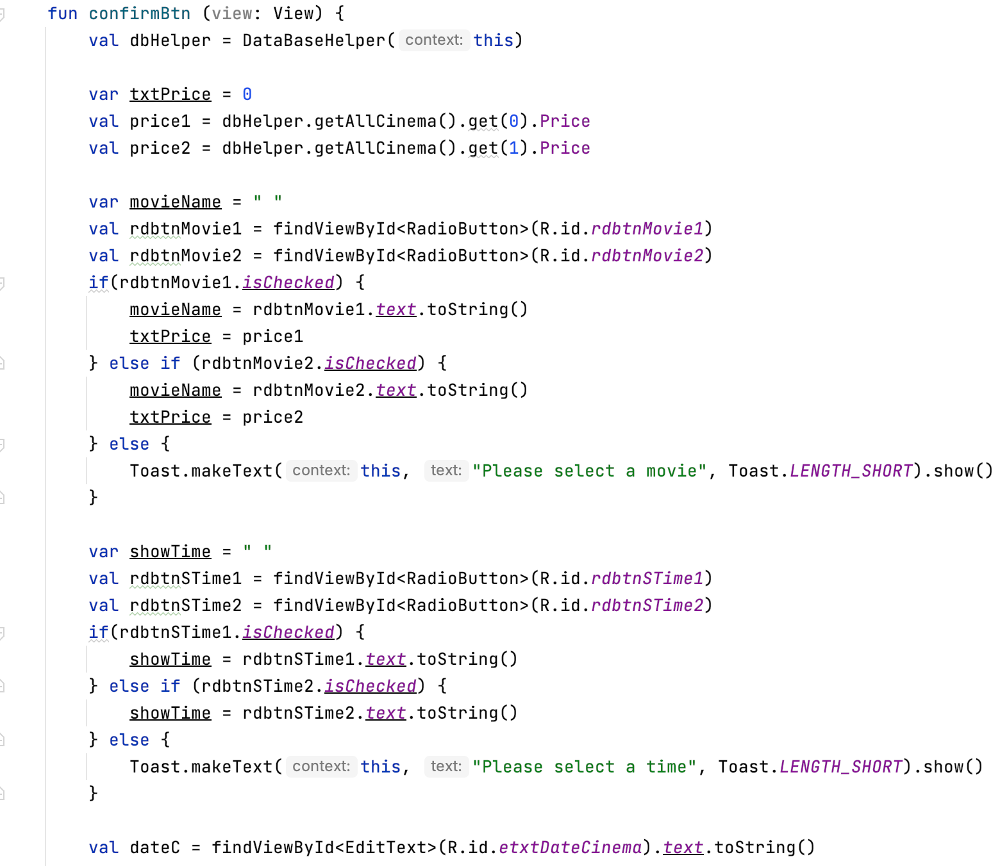 fun confirmBtn (view: View) {
val dbHelper = DataBaseHelper( context: this)
var txtPrice = 0
val price1 = dbHelper.getAllCinema().get(0).Price
val price2 = dbHelper.getAllCinema().get(1).Price
var movieName = " "
val rdbtnMovie1 = findViewById<RadioButton>(R.id.rdbtnMovie1)
val rdbtnMovie2 = findViewById<RadioButton>(R.id.rdbtnMovie2)
if(rdbtnMovie1.isChecked) {
movieName = rdbtnMovie1.text.toString()
txtPrice = price1
} else if (rdbtnMovie2.isChecked) {
movieName = rdbtnMovie2.text.toString()
txtPrice = price2
} else {
Toast.makeText( context: this, text: "Please select a movie", Toast.LENGTH_SHORT).show()
}
var showTime = " "
val rdbtnSTime1 = findViewById<RadioButton>(R.id.rdbtnSTime1)
val rdbtnSTime2 = findViewById<RadioButton>(R.id.rdbtnSTime2)
if(rdbtnSTime1.isChecked) {
showTime = rdbtnSTime1.text.toString()
} else if (rdbtnSTime2.isChecked) {
showTime = rdbtnSTime2.text.toString()
} else {
Toast.makeText( context: this, text: "Please select a time", Toast.LENGTH_SHORT).show()
}
val dateC = findViewById<EditText>(R.id.etxtDateCinema).text.toString()